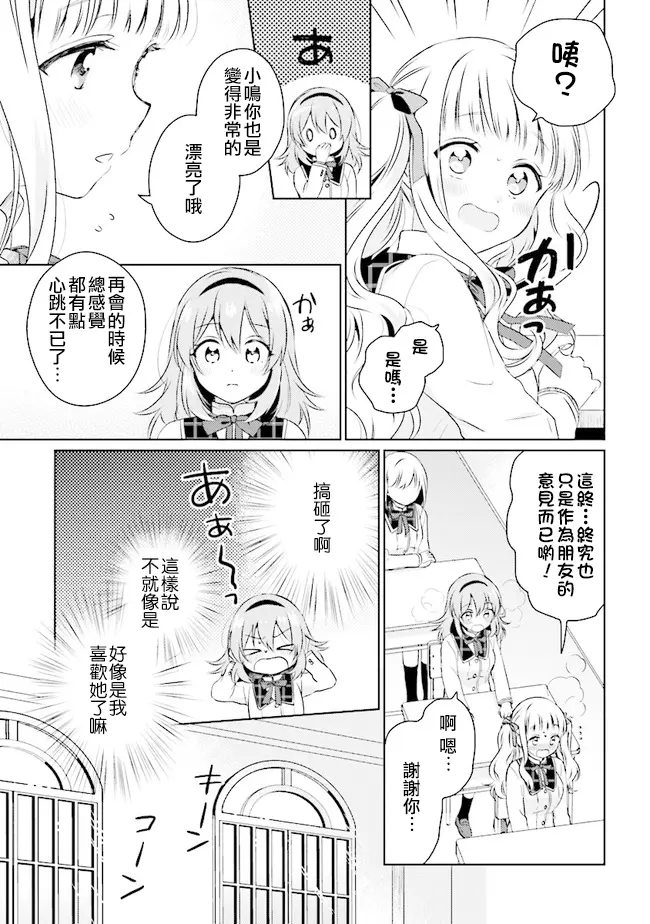 咦？
かあっ
是
是嗎…
あ
小鳴你也是
變得非常的
漂亮了哦
かぁ
再會的時候
總感覺
都有點
心跳不已了…
這終…終究也
只是作為朋友的
意見而已喲！
啊嗯…
謝謝你…
搞砸了啊
あぁ～っ
這樣說
不就像是
好像是我
喜歡她了嘛
キーン
コーン